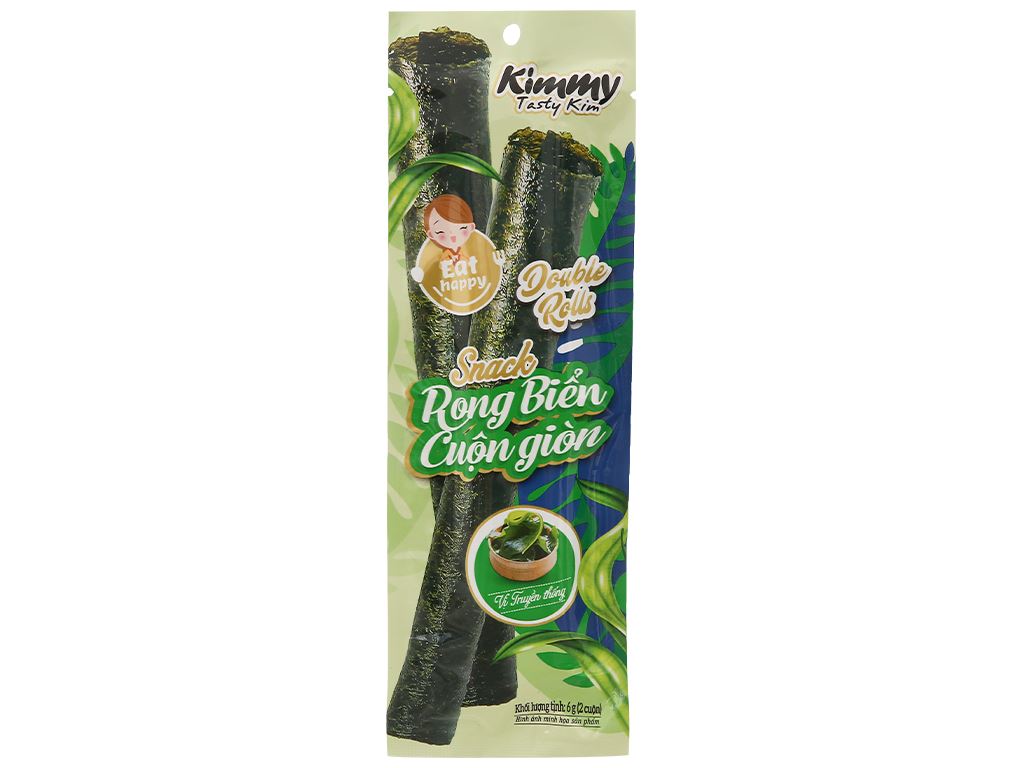 Kimmy
Tasty Kim
Eat
happy
Double
Rolls
Snack
Rong Biển
Cuộn giòn
Vị Truyền thống
Khối lượng tịnh: 6 g (2 cuộn)
Hình ảnh minh họa sản phẩm